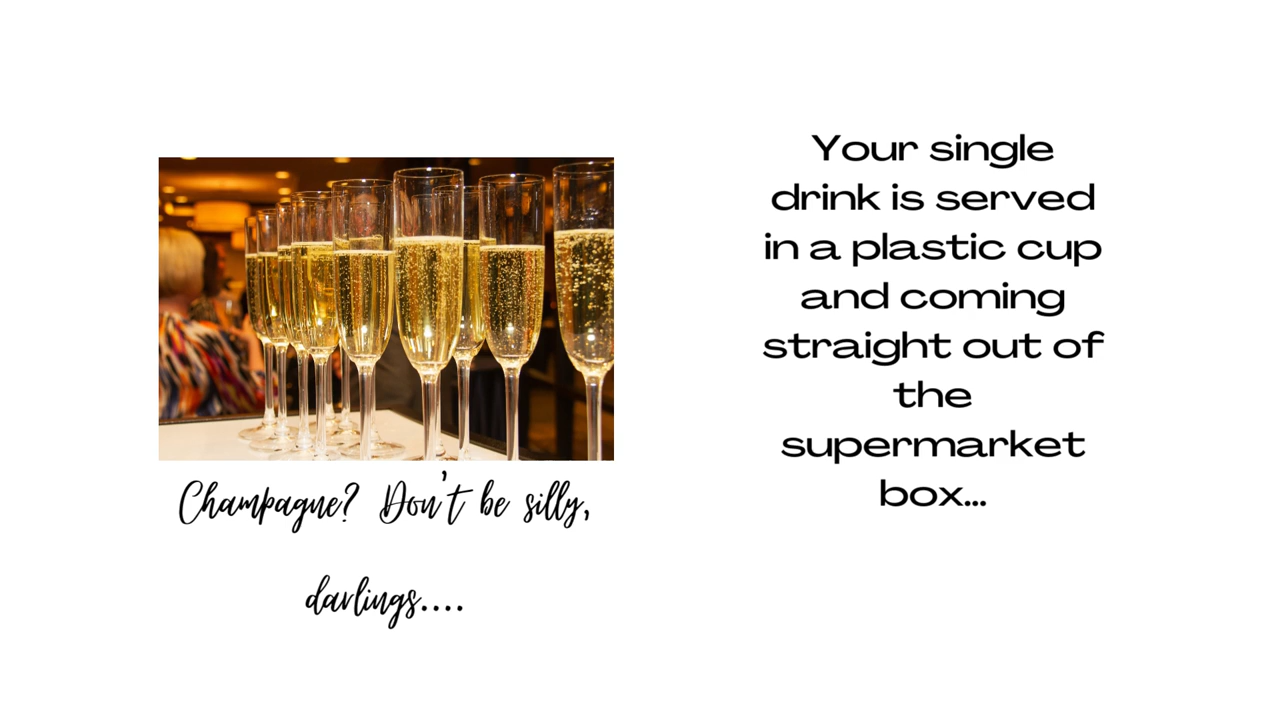 Champagne? Don't be silly,
darlings....
Your single
drink is served
in a plastic cup
and coming
straight out of
the
supermarket
box...